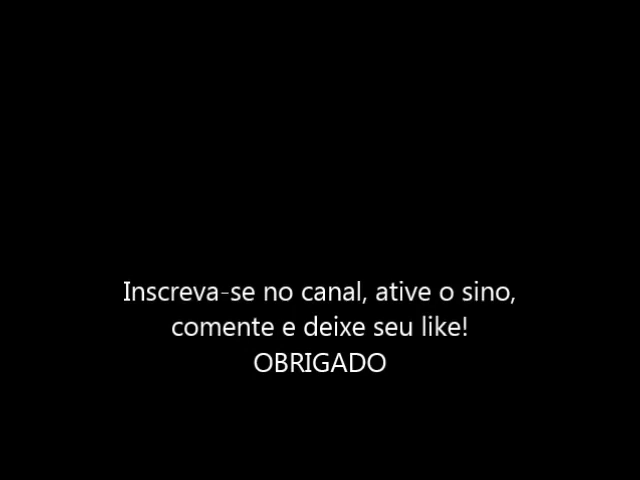 Inscreva-se no canal, ative o sino,
comente e deixe seu like!
OBRIGADO